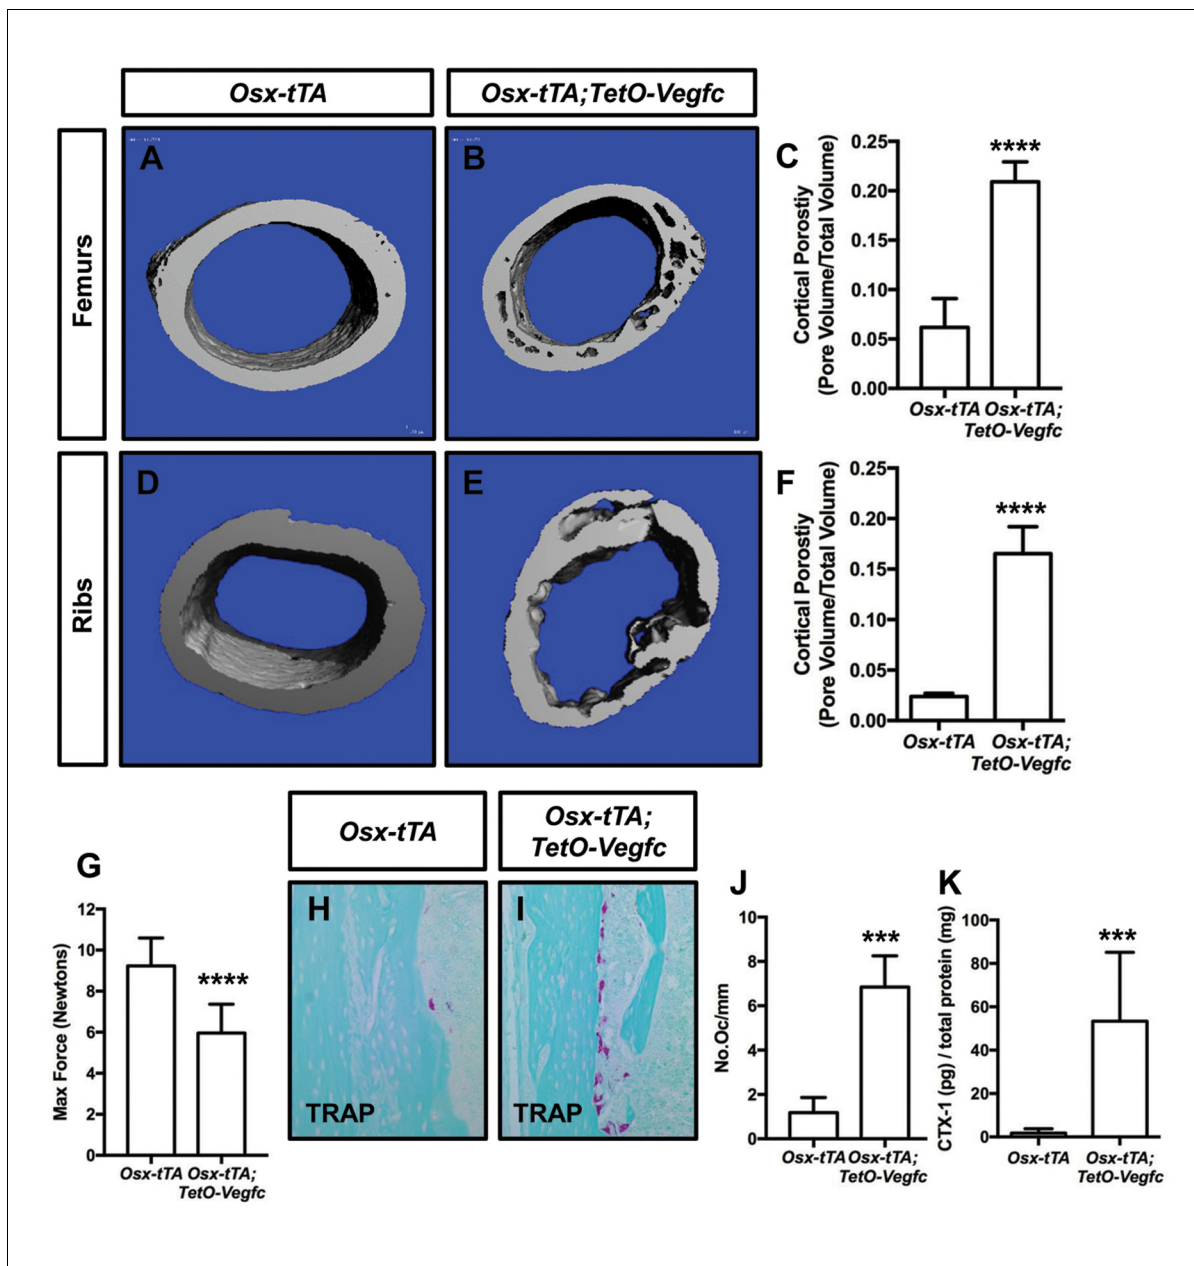 Osx-tTA
Osx-tTA;TetO-Vegfc
Femurs
A
B
C
Cortical Porostiy
(Pore Volume/Total Volume)
0.25
0.20
0.15
0.10
0.05
0.00
****
Osx-tTA Osx-tTA;
TetO-Vegfc
Ribs
D
E
F
Cortical Porostiy
(Pore Volume/Total Volume)
0.25
0.20
0.15
0.10
0.05
0.00
****
Osx-tTA Osx-tTA;
TetO-Vegfc
G
Max Force (Newtons)
12
10
8
6
4
2
0
****
Osx-tTA Osx-tTA;
TetO-Vegfc
Osx-tTA
Osx-tTA;
TetO-Vegfc
H
TRAP
I
TRAP
J
No.Oc/mm
10
8
6
4
2
0
***
Osx-tTA Osx-tTA;
TetO-Vegfc
K
CTX-1 (pg) / total protein (mg)
100
80
60
40
20
0
***
Osx-tTA Osx-tTA;
TetO-Vegfc